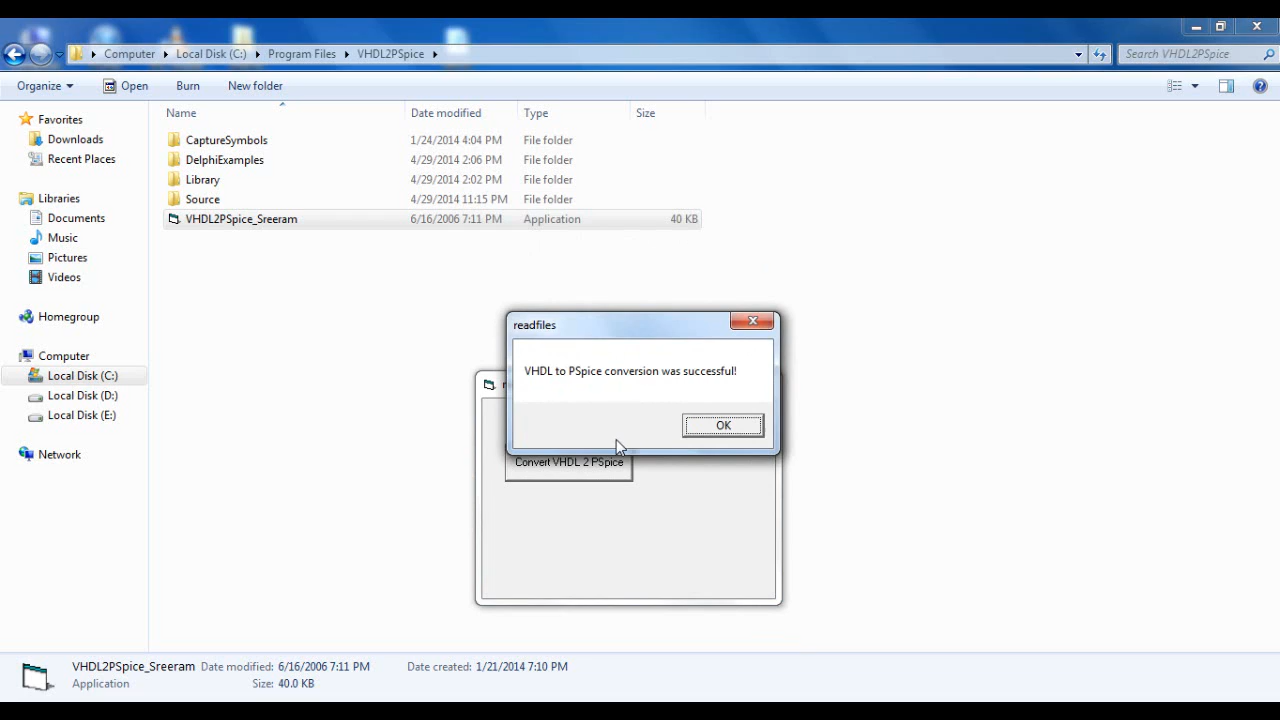 Computer Local Disk (C:) Program Files VHDL2PSpice Search VHDL2PSpice
Organize Open Burn New folder
Favorites
Downloads
Recent Places
Libraries
Documents
Music
Pictures
Videos
Homegroup
Computer
Local Disk (C:)
Local Disk (D:)
Local Disk (E:)
Network
Name Date modified Type Size
CaptureSymbols 1/24/2014 4:04 PM File folder
DelphiExamples 4/29/2014 2:06 PM File folder
Library 4/29/2014 2:02 PM File folder
Source 4/29/2014 11:15 PM File folder
VHDL2PSpice_Sreeram 6/16/2006 7:11 PM Application 40 KB
readfiles
VHDL to PSpice conversion was successful!
OK
Convert VHDL 2 PSpice
VHDL2PSpice_Sreeram Date modified: 6/16/2006 7:11 PM Date created: 1/21/2014 7:10 PM
Application Size: 40.0 KB